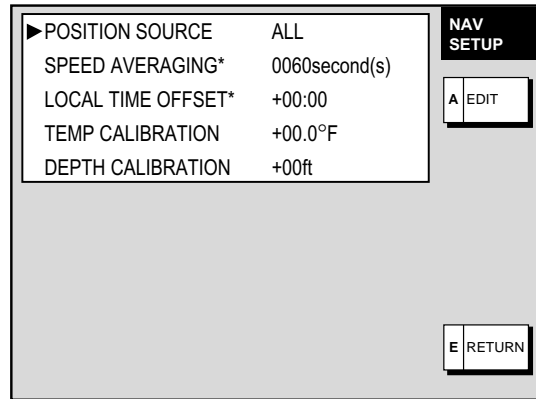 ▶POSITION SOURCE ALL
SPEED AVERAGING* 0060second(s)
LOCAL TIME OFFSET* +00:00
TEMP CALIBRATION +00.0°F
DEPTH CALIBRATION +00ft
NAV
SETUP
A EDIT
E RETURN